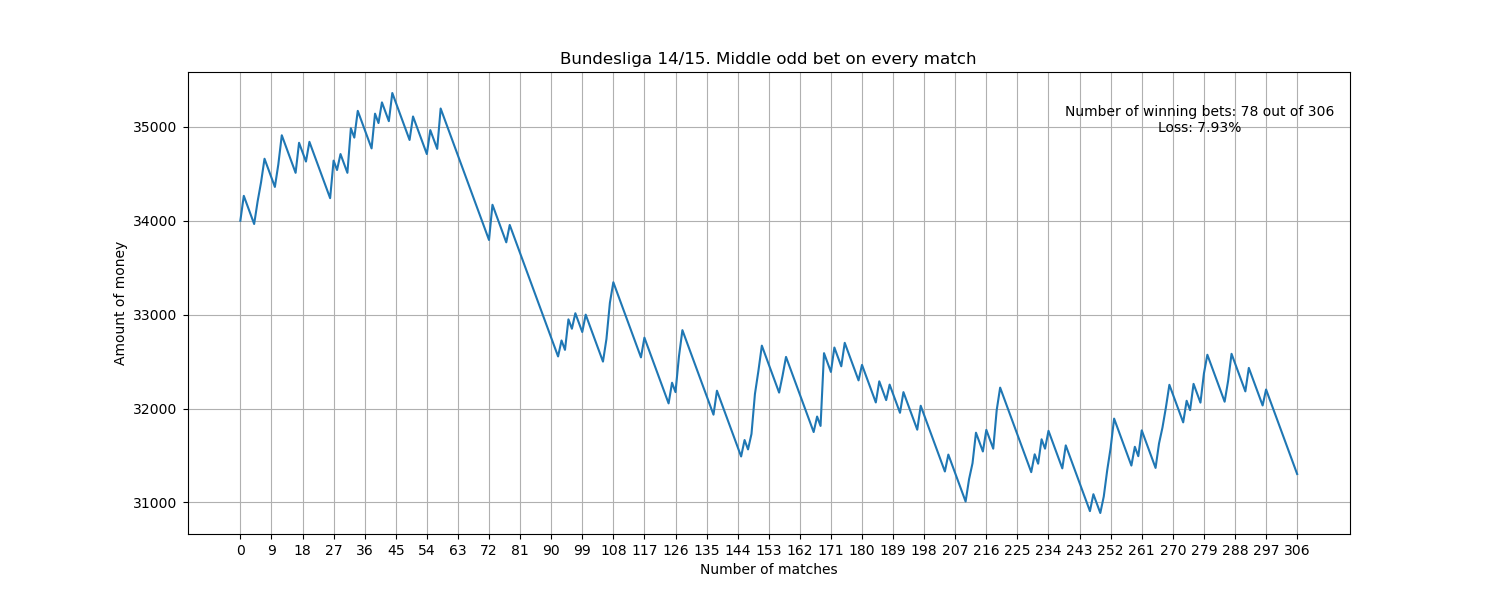 Bundesliga 14/15. Middle odd bet on every match
Number of winning bets: 78 out of 306
Loss: 7.93%
Amount of money
35000
34000
33000
32000
31000
0 9 18 27 36 45 54 63 72 81 90 99 108 117 126 135 144 153 162 171 180 189 198 207 216 225 234 243 252 261 270 279 288 297 306
Number of matches